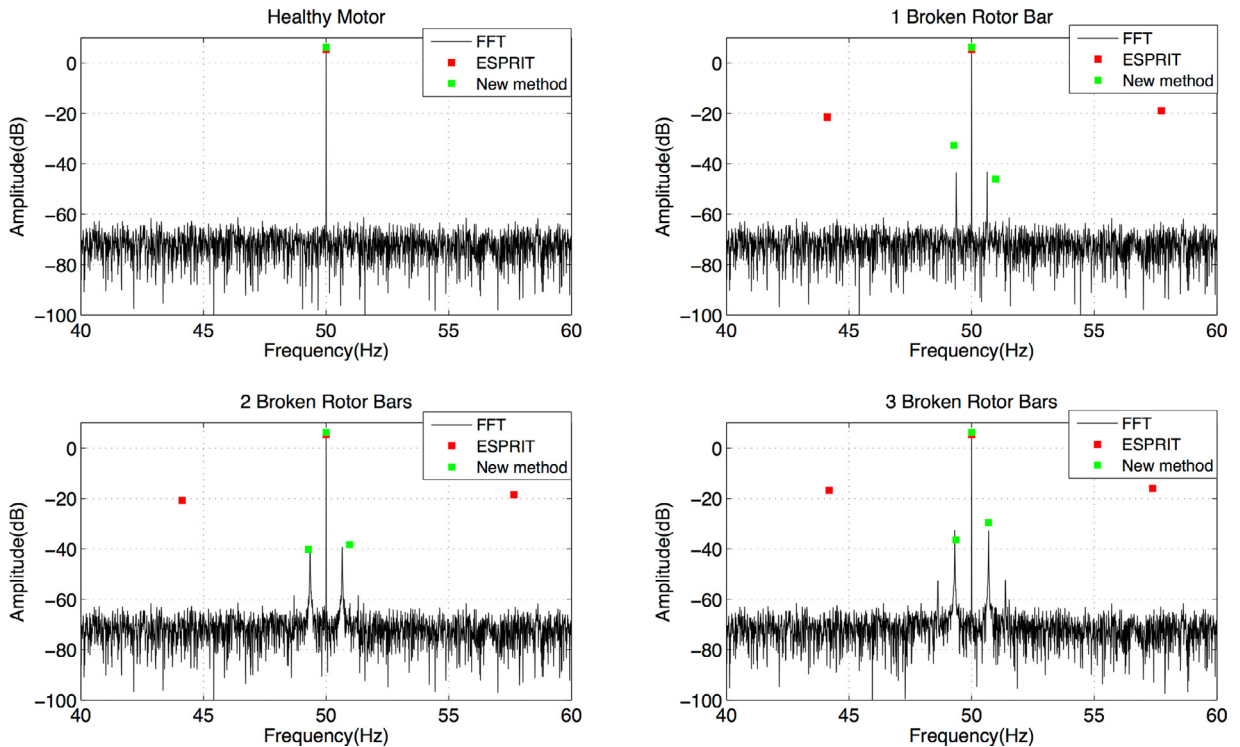 Healthy Motor
FFT
ESPRIT
New method
Amplitude(dB)
0
−20
−40
−60
−80
−100
40
45
50
55
60
Frequency(Hz)
1 Broken Rotor Bar
FFT
ESPRIT
New method
Amplitude(dB)
0
−20
−40
−60
−80
−100
40
45
50
55
60
Frequency(Hz)
2 Broken Rotor Bars
FFT
ESPRIT
New method
Amplitude(dB)
0
−20
−40
−60
−80
−100
40
45
50
55
60
Frequency(Hz)
3 Broken Rotor Bars
FFT
ESPRIT
New method
Amplitude(dB)
0
−20
−40
−60
−80
−100
40
45
50
55
60
Frequency(Hz)